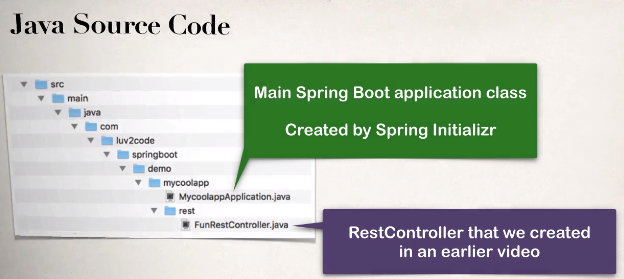 Java Source Code
src
main
java
com
luv2code
springboot
demo
mycoolapp
MycoolappApplication.java
rest
FunRestController.java
Main Spring Boot application class
Created by Spring Initializr
RestController that we created
in an earlier video